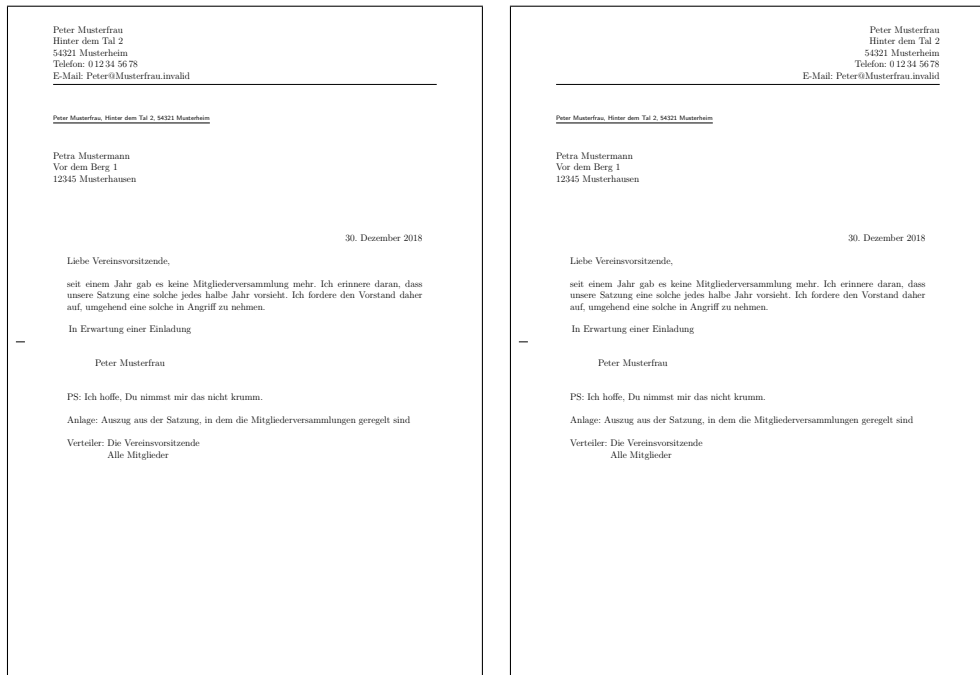 Peter Musterfrau
Hinter dem Tal 2
54321 Musterheim
Telefon: 0 12 34 56 78
E-Mail: Peter@Musterfrau.invalid
Peter Musterfrau, Hinter dem Tal 2, 54321 Musterheim
Petra Mustermann
Vor dem Berg 1
12345 Musterhausen
30. Dezember 2018
Liebe Vereinsvorsitzende,
seit einem Jahr gab es keine Mitgliederversammlung mehr. Ich erinnere daran, dass
unsere Satzung eine solche jedes halbe Jahr vorsieht. Ich fordere den Vorstand daher
auf, umgehend eine solche in Angriff zu nehmen.
In Erwartung einer Einladung
Peter Musterfrau
PS: Ich hoffe, Du nimmst mir das nicht krumm.
Anlage: Auszug aus der Satzung, in dem die Mitgliederversammlungen geregelt sind
Verteiler: Die Vereinsvorsitzende
Alle Mitglieder
Peter Musterfrau
Hinter dem Tal 2
54321 Musterheim
Telefon: 0 12 34 56 78
E-Mail: Peter@Musterfrau.invalid
Peter Musterfrau, Hinter dem Tal 2, 54321 Musterheim
Petra Mustermann
Vor dem Berg 1
12345 Musterhausen
30. Dezember 2018
Liebe Vereinsvorsitzende,
seit einem Jahr gab es keine Mitgliederversammlung mehr. Ich erinnere daran, dass
unsere Satzung eine solche jedes halbe Jahr vorsieht. Ich fordere den Vorstand daher
auf, umgehend eine solche in Angriff zu nehmen.
In Erwartung einer Einladung
Peter Musterfrau
PS: Ich hoffe, Du nimmst mir das nicht krumm.
Anlage: Auszug aus der Satzung, in dem die Mitgliederversammlungen geregelt sind
Verteiler: Die Vereinsvorsitzende
Alle Mitglieder